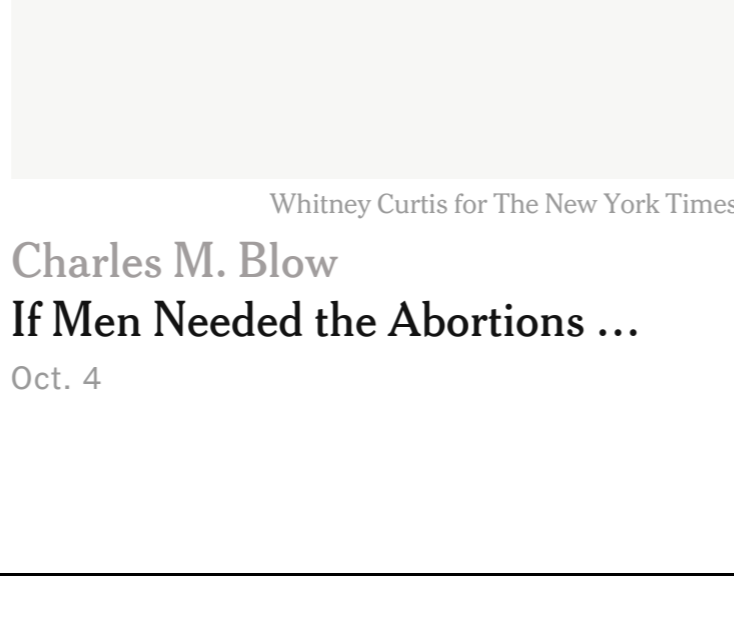 Whitney Curtis for The New York Times
Charles M. Blow
If Men Needed the Abortions …
Oct. 4